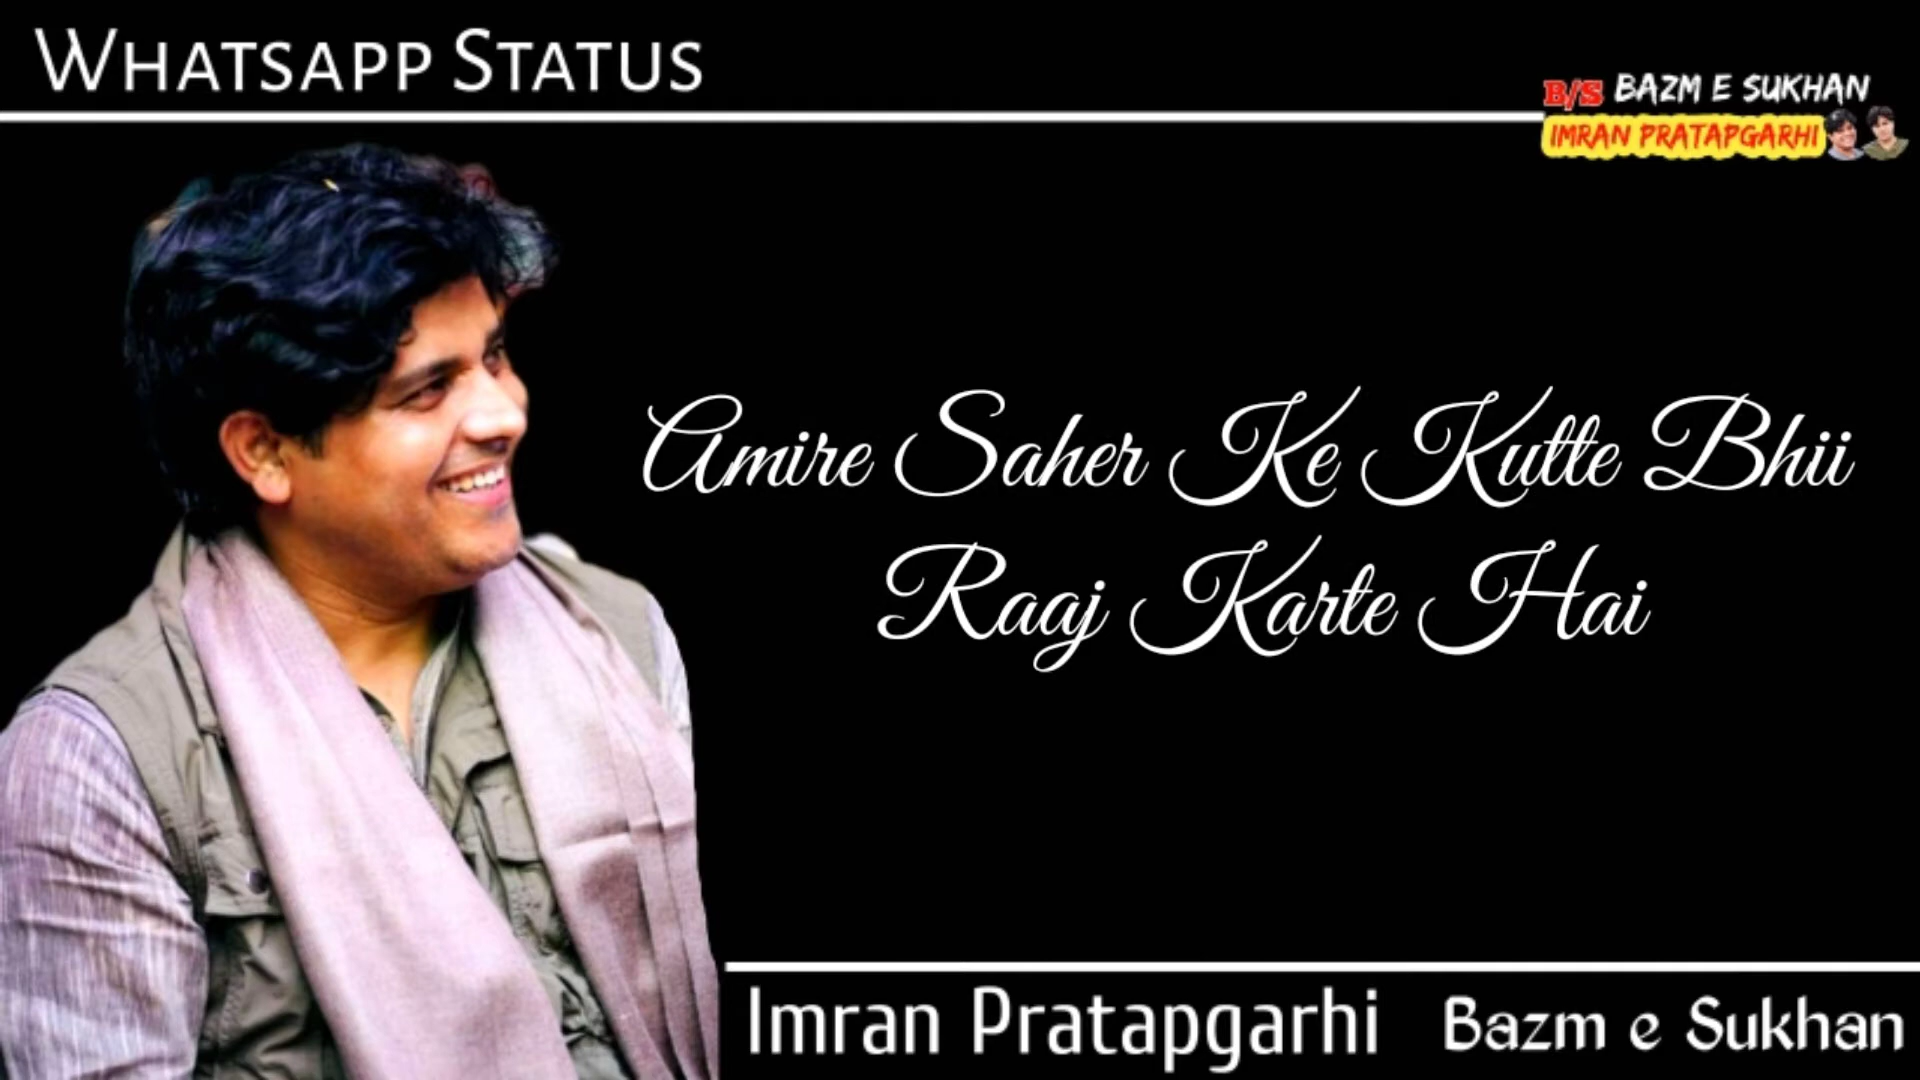 WHATSAPP STATUS
B/S BAZM E SUKHAN
IMRAN PRATAPGARHI
Amire Saher Ke Kutte Bhii
Raaj Karte Hai
Imran Pratapgarhi Bazm e Sukhan